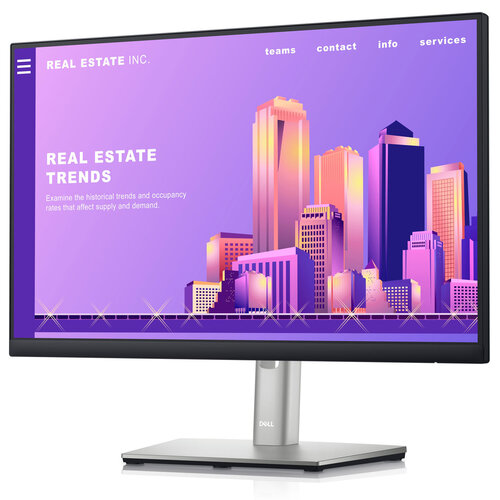 REAL ESTATE INC.
teams contact info services
REAL ESTATE
TRENDS
Examine the historical trends and occupancy
rates that affect supply and demand.
DELL